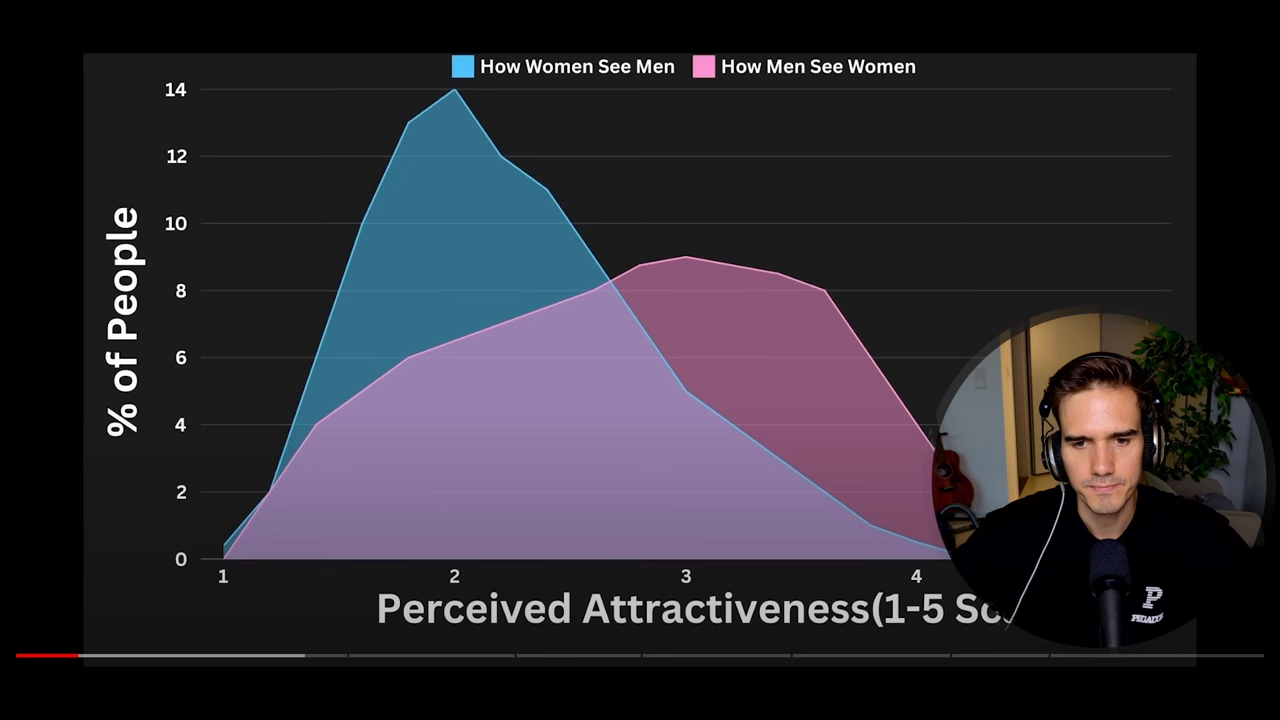 How Women See Men How Men See Women
14
12
10
8
6
4
2
0
% of People
1 2 3 4
Perceived Attractiveness(1-5
P